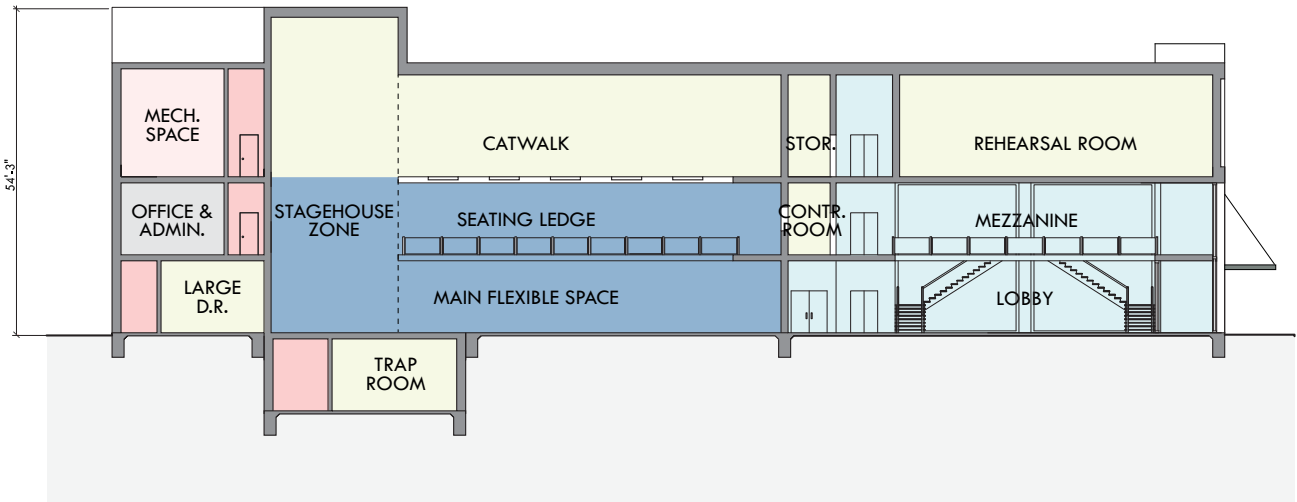 54'-3"
MECH.
SPACE
CATWALK
STOR.
REHEARSAL ROOM
OFFICE &
ADMIN.
STAGEHOUSE
ZONE
SEATING LEDGE
CONTR.
ROOM
MEZZANINE
LARGE
D.R.
MAIN FLEXIBLE SPACE
LOBBY
TRAP
ROOM